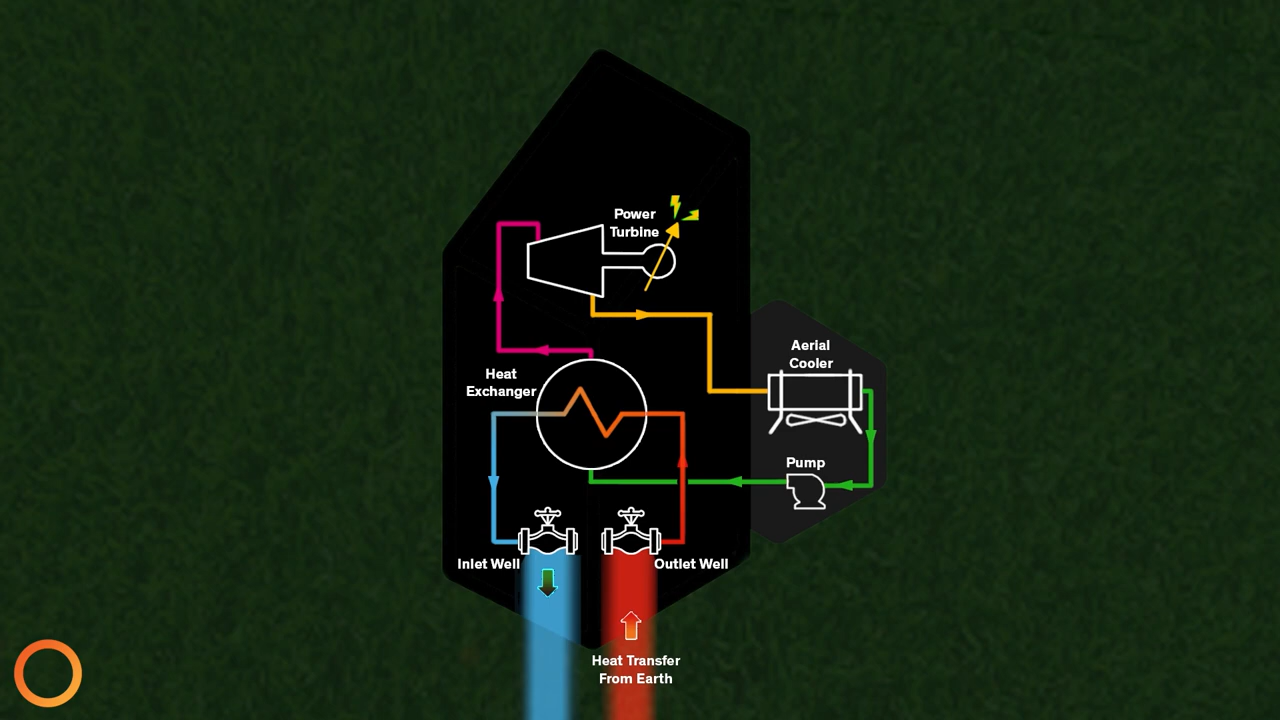 Power
Turbine
Aerial
Cooler
Heat
Exchanger
Pump
Inlet Well
Outlet Well
Heat Transfer
From Earth